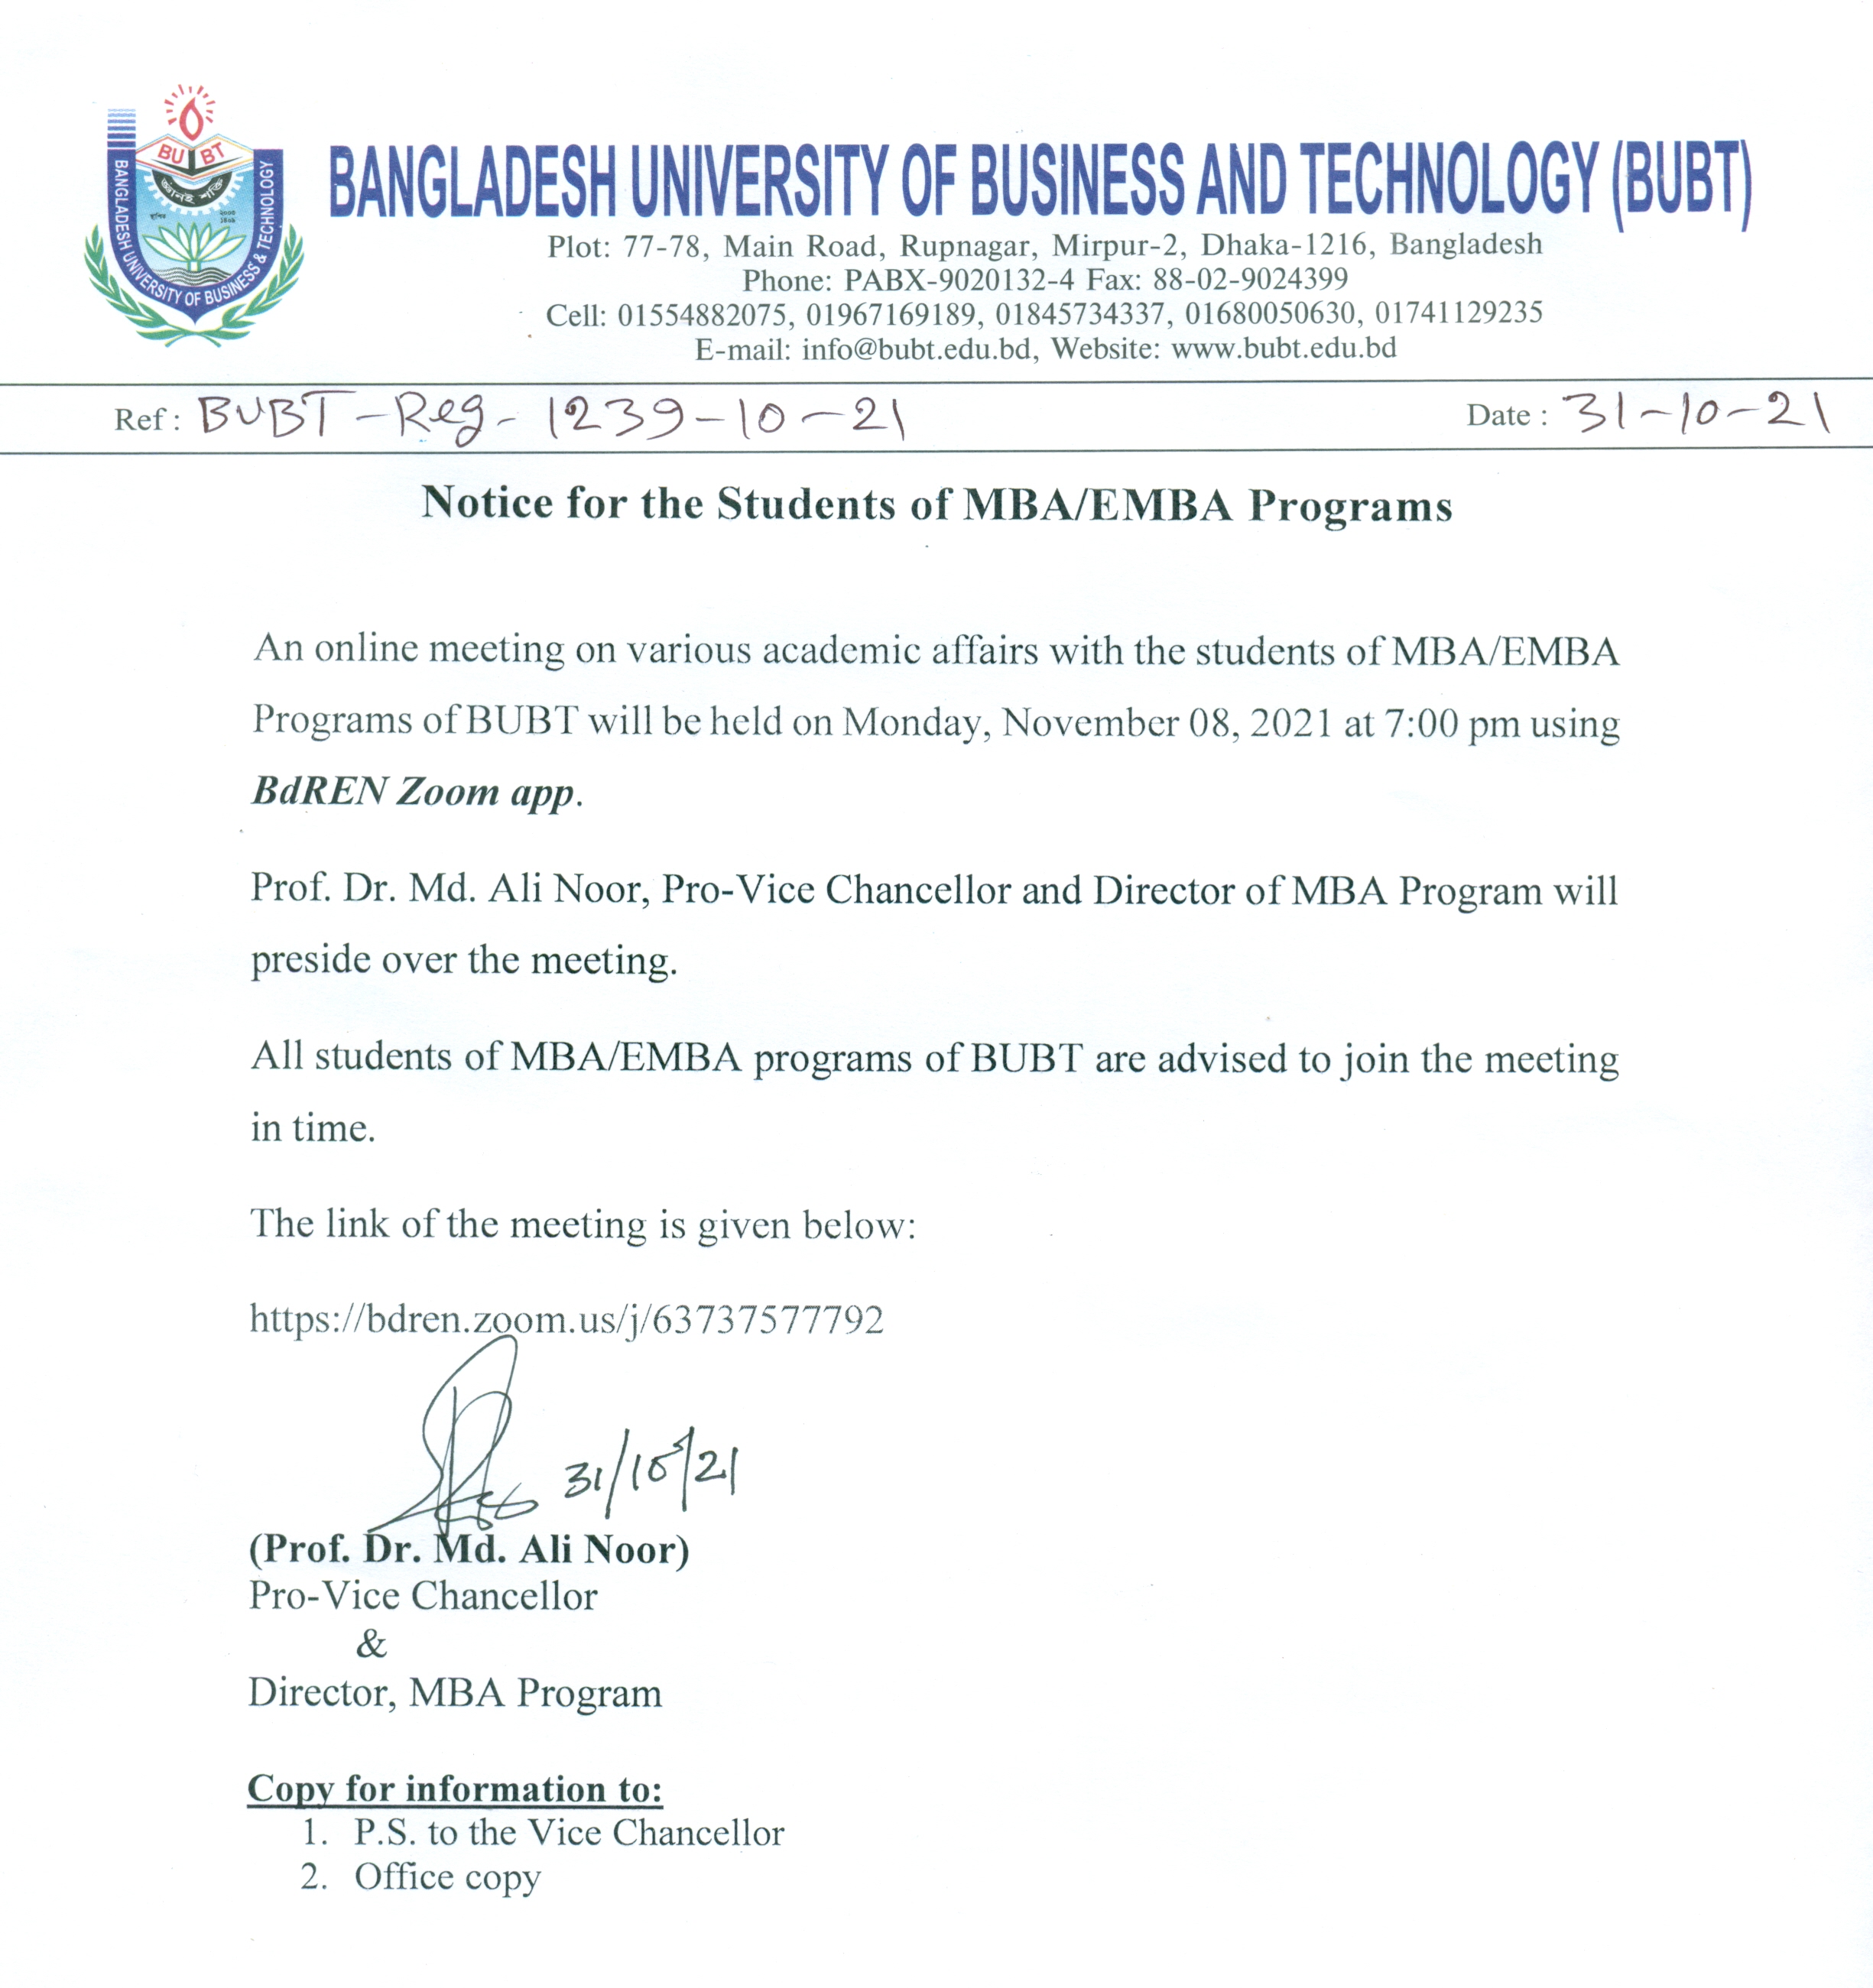 BU BT
জ্ঞানই শক্তি
স্থাপিত ২০০৩
BANGLADESH UNIVERSITY OF BUSINESS & TECHNOLOGY
BANGLADESH UNIVERSITY OF BUSINESS AND TECHNOLOGY (BUBT)
Plot: 77-78, Main Road, Rupnagar, Mirpur-2, Dhaka-1216, Bangladesh
Phone: PABX-9020132-4 Fax: 88-02-9024399
Cell: 01554882075, 01967169189, 01845734337, 01680050630, 01741129235
E-mail: info@bubt.edu.bd, Website: www.bubt.edu.bd
Ref : BUBT-Reg-1239-10-21 Date : 31-10-21
Notice for the Students of MBA/EMBA Programs
An online meeting on various academic affairs with the students of MBA/EMBA
Programs of BUBT will be held on Monday, November 08, 2021 at 7:00 pm using
BdREN Zoom app.
Prof. Dr. Md. Ali Noor, Pro-Vice Chancellor and Director of MBA Program will
preside over the meeting.
All students of MBA/EMBA programs of BUBT are advised to join the meeting
in time.
The link of the meeting is given below:
https://bdren.zoom.us/j/63737577792
31/10/21
(Prof. Dr. Md. Ali Noor)
Pro-Vice Chancellor
&
Director, MBA Program
Copy for information to:
1. P.S. to the Vice Chancellor
2. Office copy